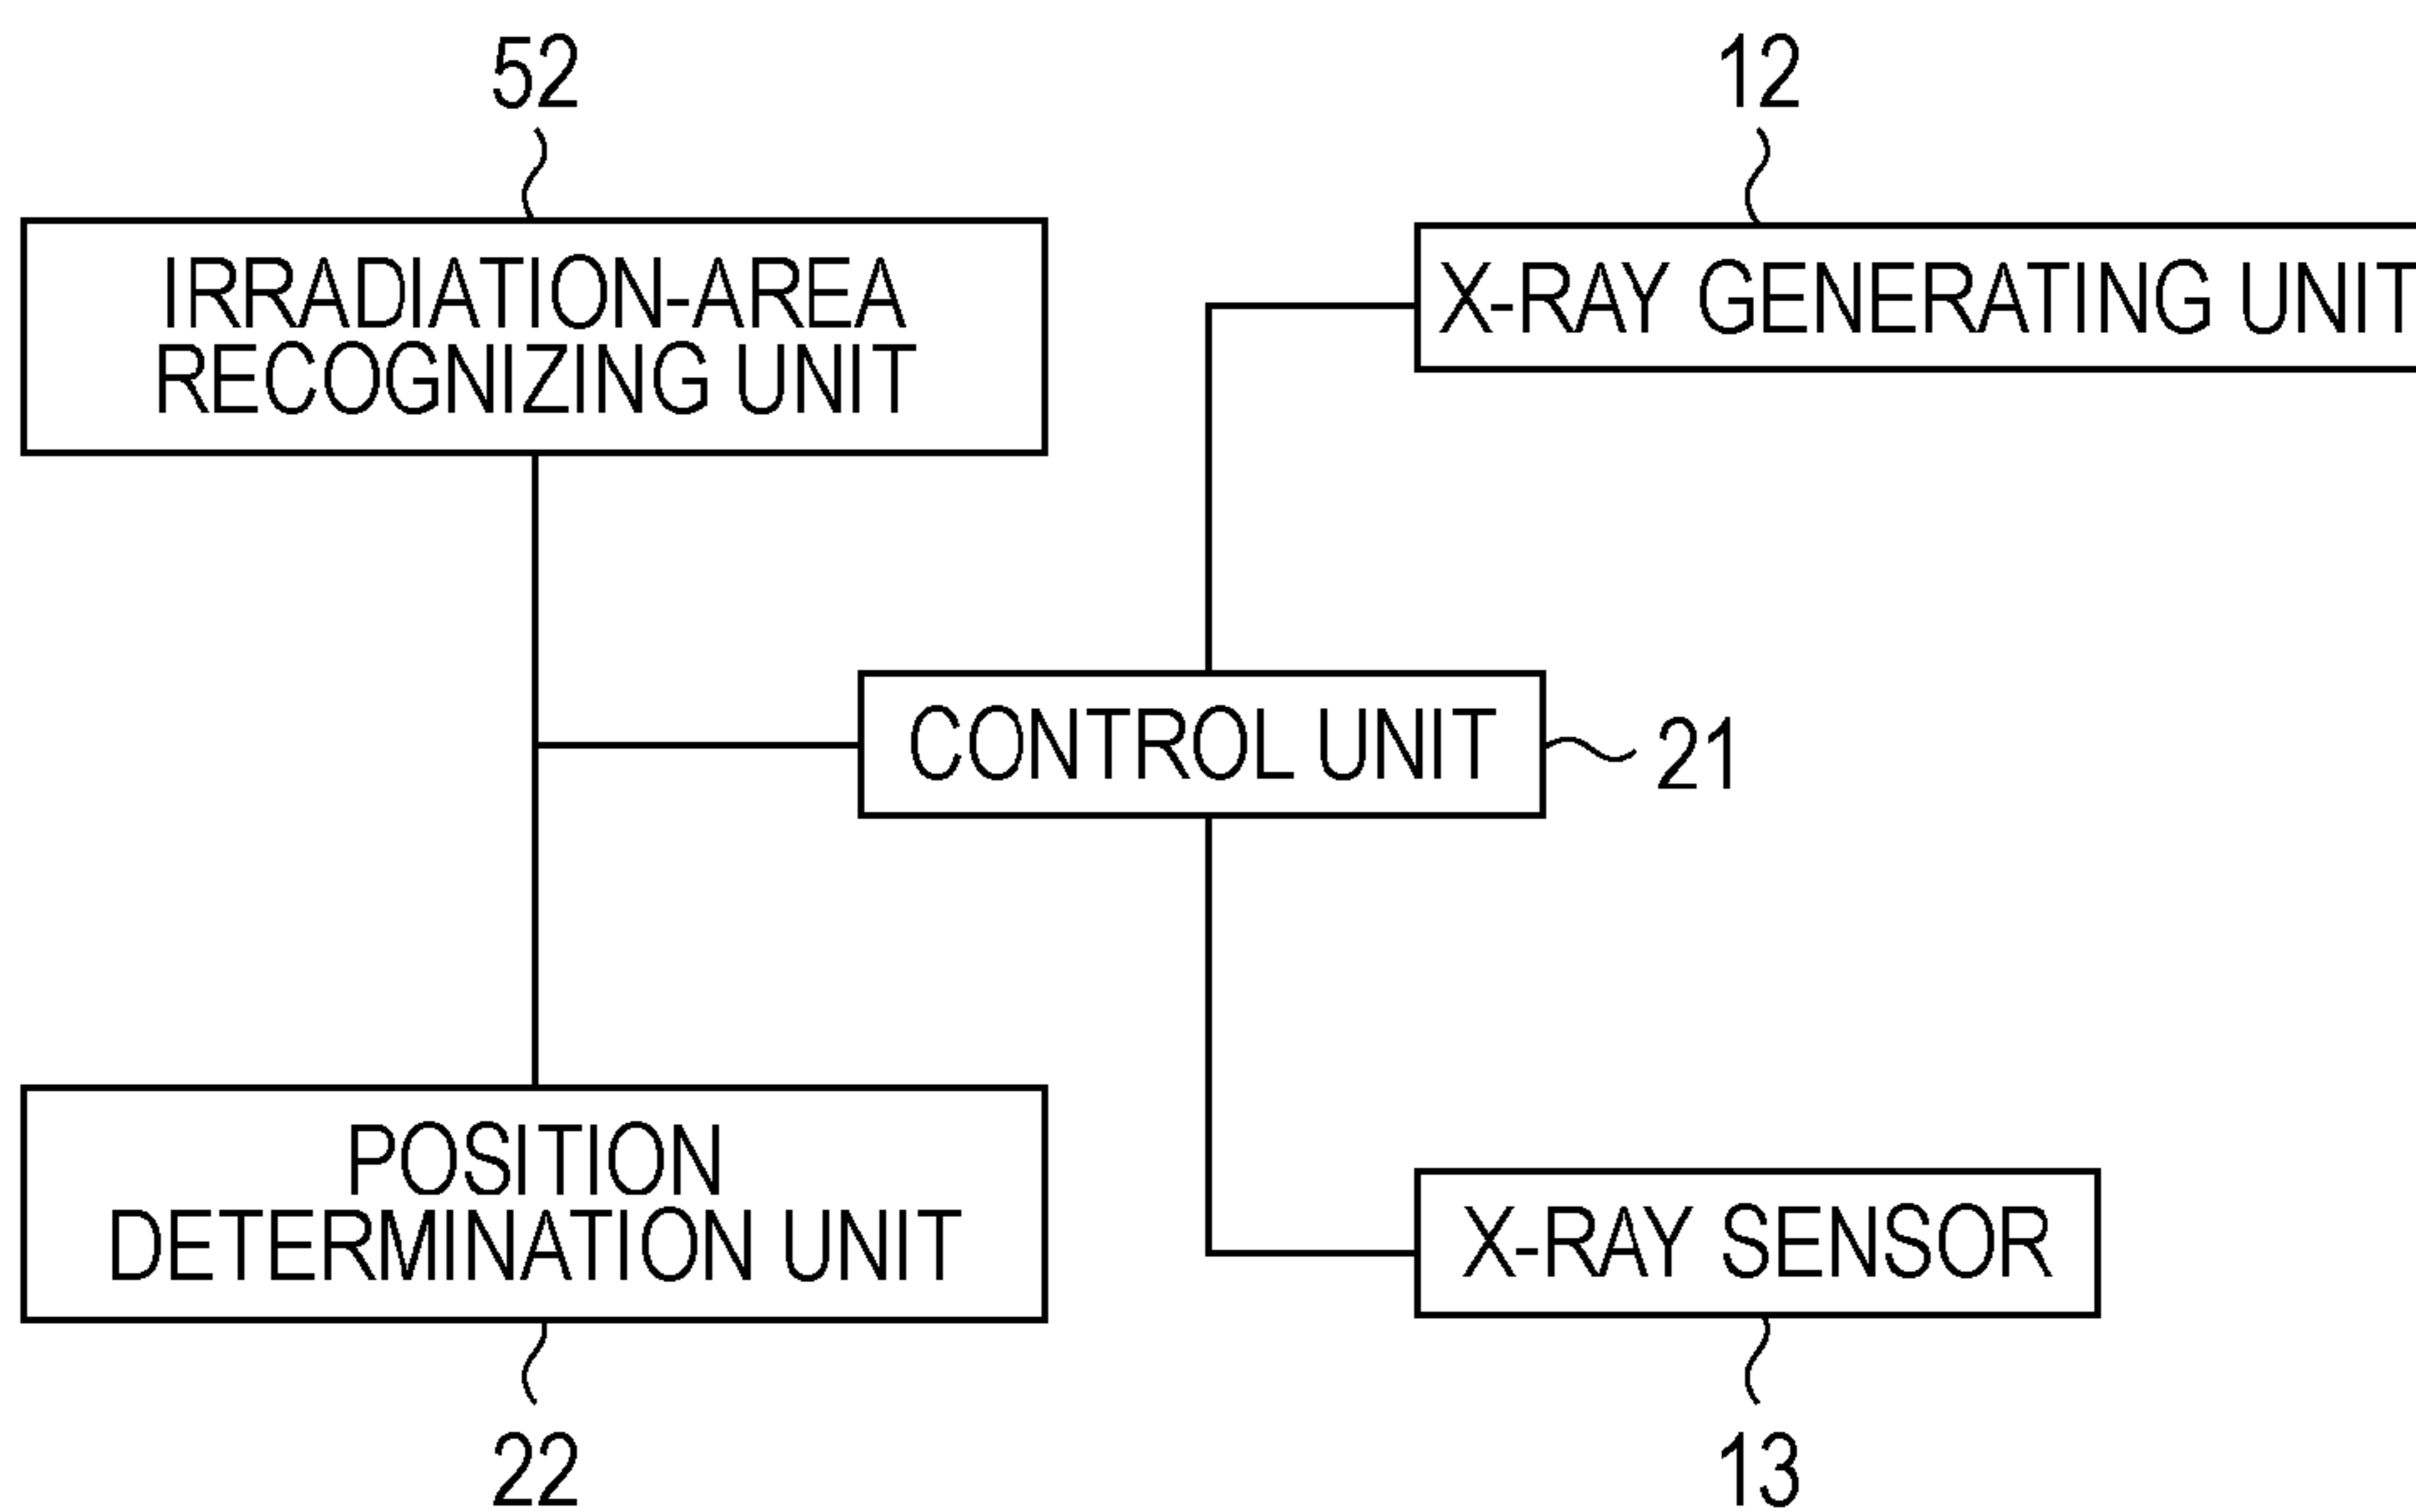 52
12
IRRADIATION-AREA
RECOGNIZING UNIT
X-RAY GENERATING UNIT
CONTROL UNIT
21
POSITION
DETERMINATION UNIT
X-RAY SENSOR
22
13